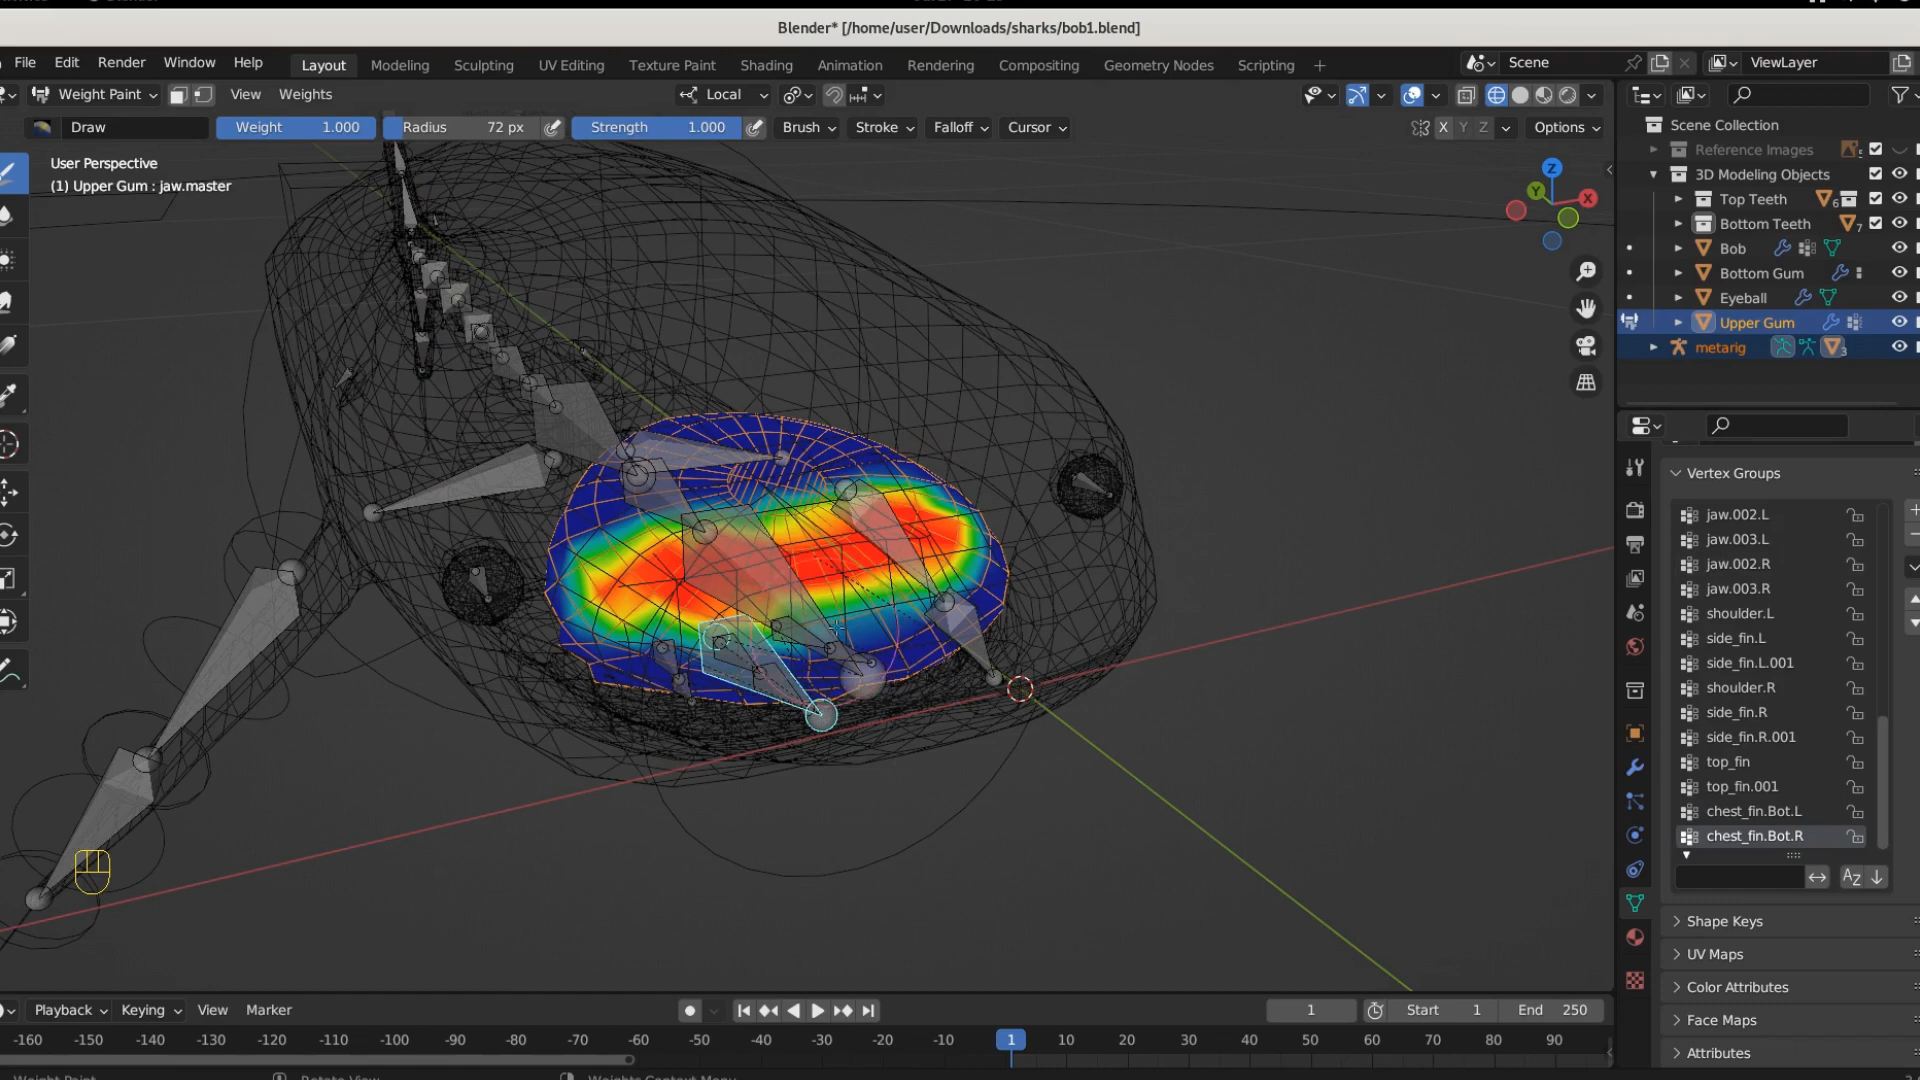 Blender* [/home/user/Downloads/sharks/bob1.blend]
File Edit Render Window Help
Layout Modeling Sculpting UV Editing Texture Paint Shading Animation Rendering Compositing Geometry Nodes Scripting +
Scene
ViewLayer
Weight Paint
View Weights
Local
Draw
Weight 1.000
Radius 72 px
Strength 1.000
Brush Stroke Falloff Cursor
X Y Z
Options
User Perspective
(1) Upper Gum : jaw.master
Z
Y
X
Scene Collection
Reference Images 5
3D Modeling Objects
Top Teeth 6
Bottom Teeth 7
Bob
Bottom Gum
Eyeball
Upper Gum
metarig 3
Vertex Groups
jaw.002.L
jaw.003.L
jaw.002.R
jaw.003.R
shoulder.L
side_fin.L
side_fin.L.001
shoulder.R
side_fin.R
side_fin.R.001
top_fin
top_fin.001
chest_fin.Bot.L
chest_fin.Bot.R
AZ
Shape Keys
UV Maps
Color Attributes
Face Maps
Attributes
Playback Keying View Marker
1
Start 1
End 250
-160 -150 -140 -130 -120 -110 -100 -90 -80 -70 -60 -50 -40 -30 -20 -10 1 10 20 30 40 50 60 70 80 90